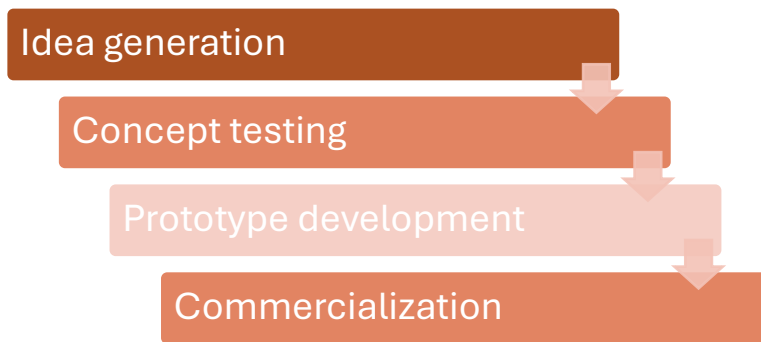 Idea generation
Concept testing
Prototype development
Commercialization